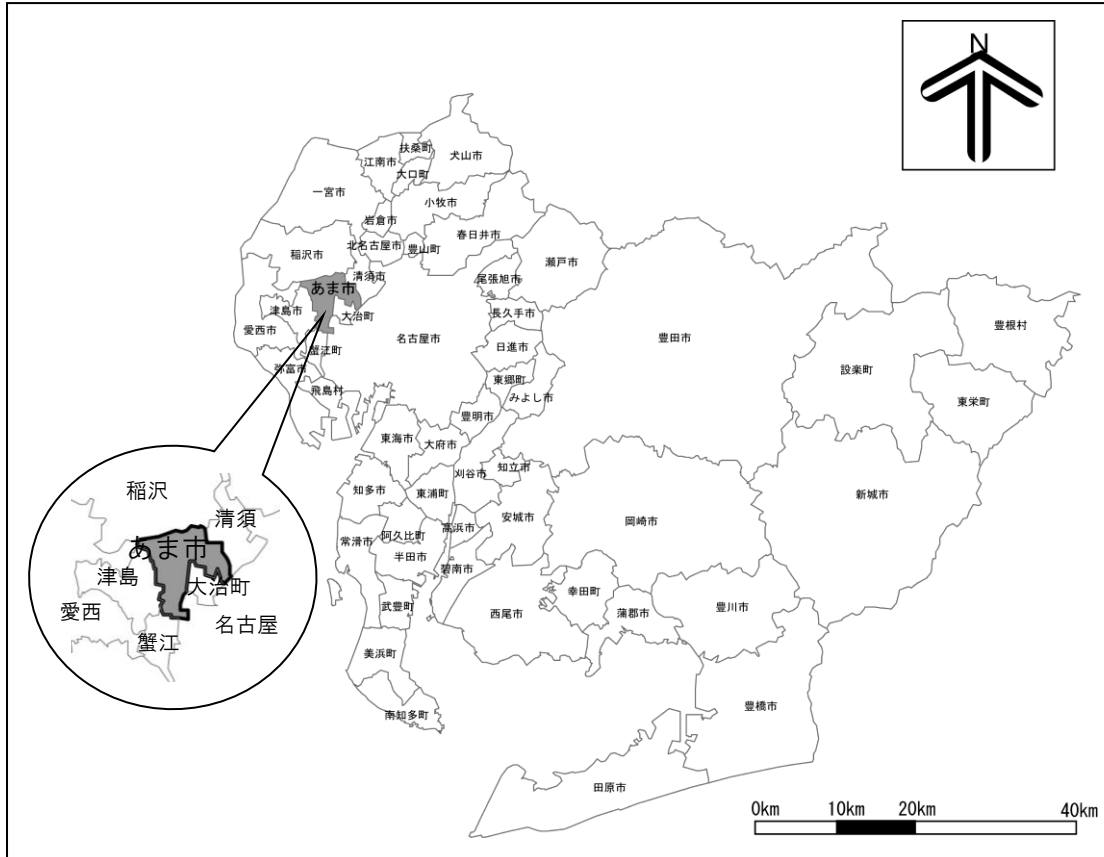 N
扶桑町
犬山市
江南市
大口町
一宮市
小牧市
岩倉市
春日井市
北名古屋市
豊山町
稲沢市
瀬戸市
清須市
尾張旭市
あま市
津島市
大治町
長久手市
豊根村
愛西市
名古屋市
豊田市
日進市
蟹江町
弥富市
設楽町
東郷町
飛島村
みよし市
東栄町
豊明市
東海市
大府市
刈谷市
知立市
知多市
東浦町
新城市
安城市
岡崎市
高浜市
阿久比町
常滑市
半田市
碧南市
武豊町
幸田町
西尾市
蒲郡市
豊川市
美浜町
豊橋市
南知多町
田原市
稲沢
清須
あま市
津島
大治町
愛西
名古屋
蟹江
0km 10km 20km 40km